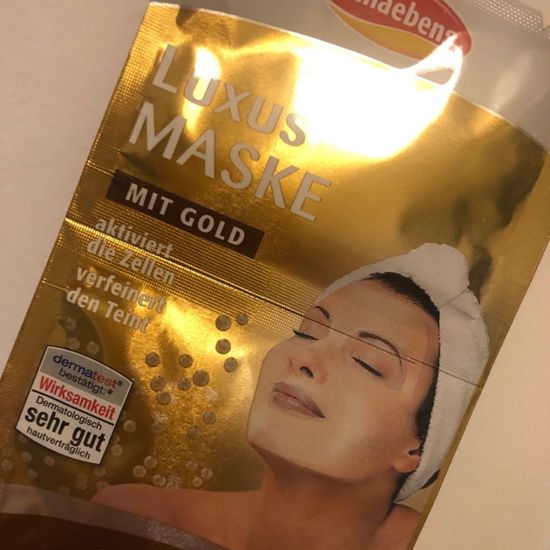 LUXUS
MASKE
MIT GOLD
aktiviert
die Zellen
verfeinert
den Teint
dermatest®
bestätigt:*
Wirksamkeit
Dermatologisch
sehr gut
hautverträglich